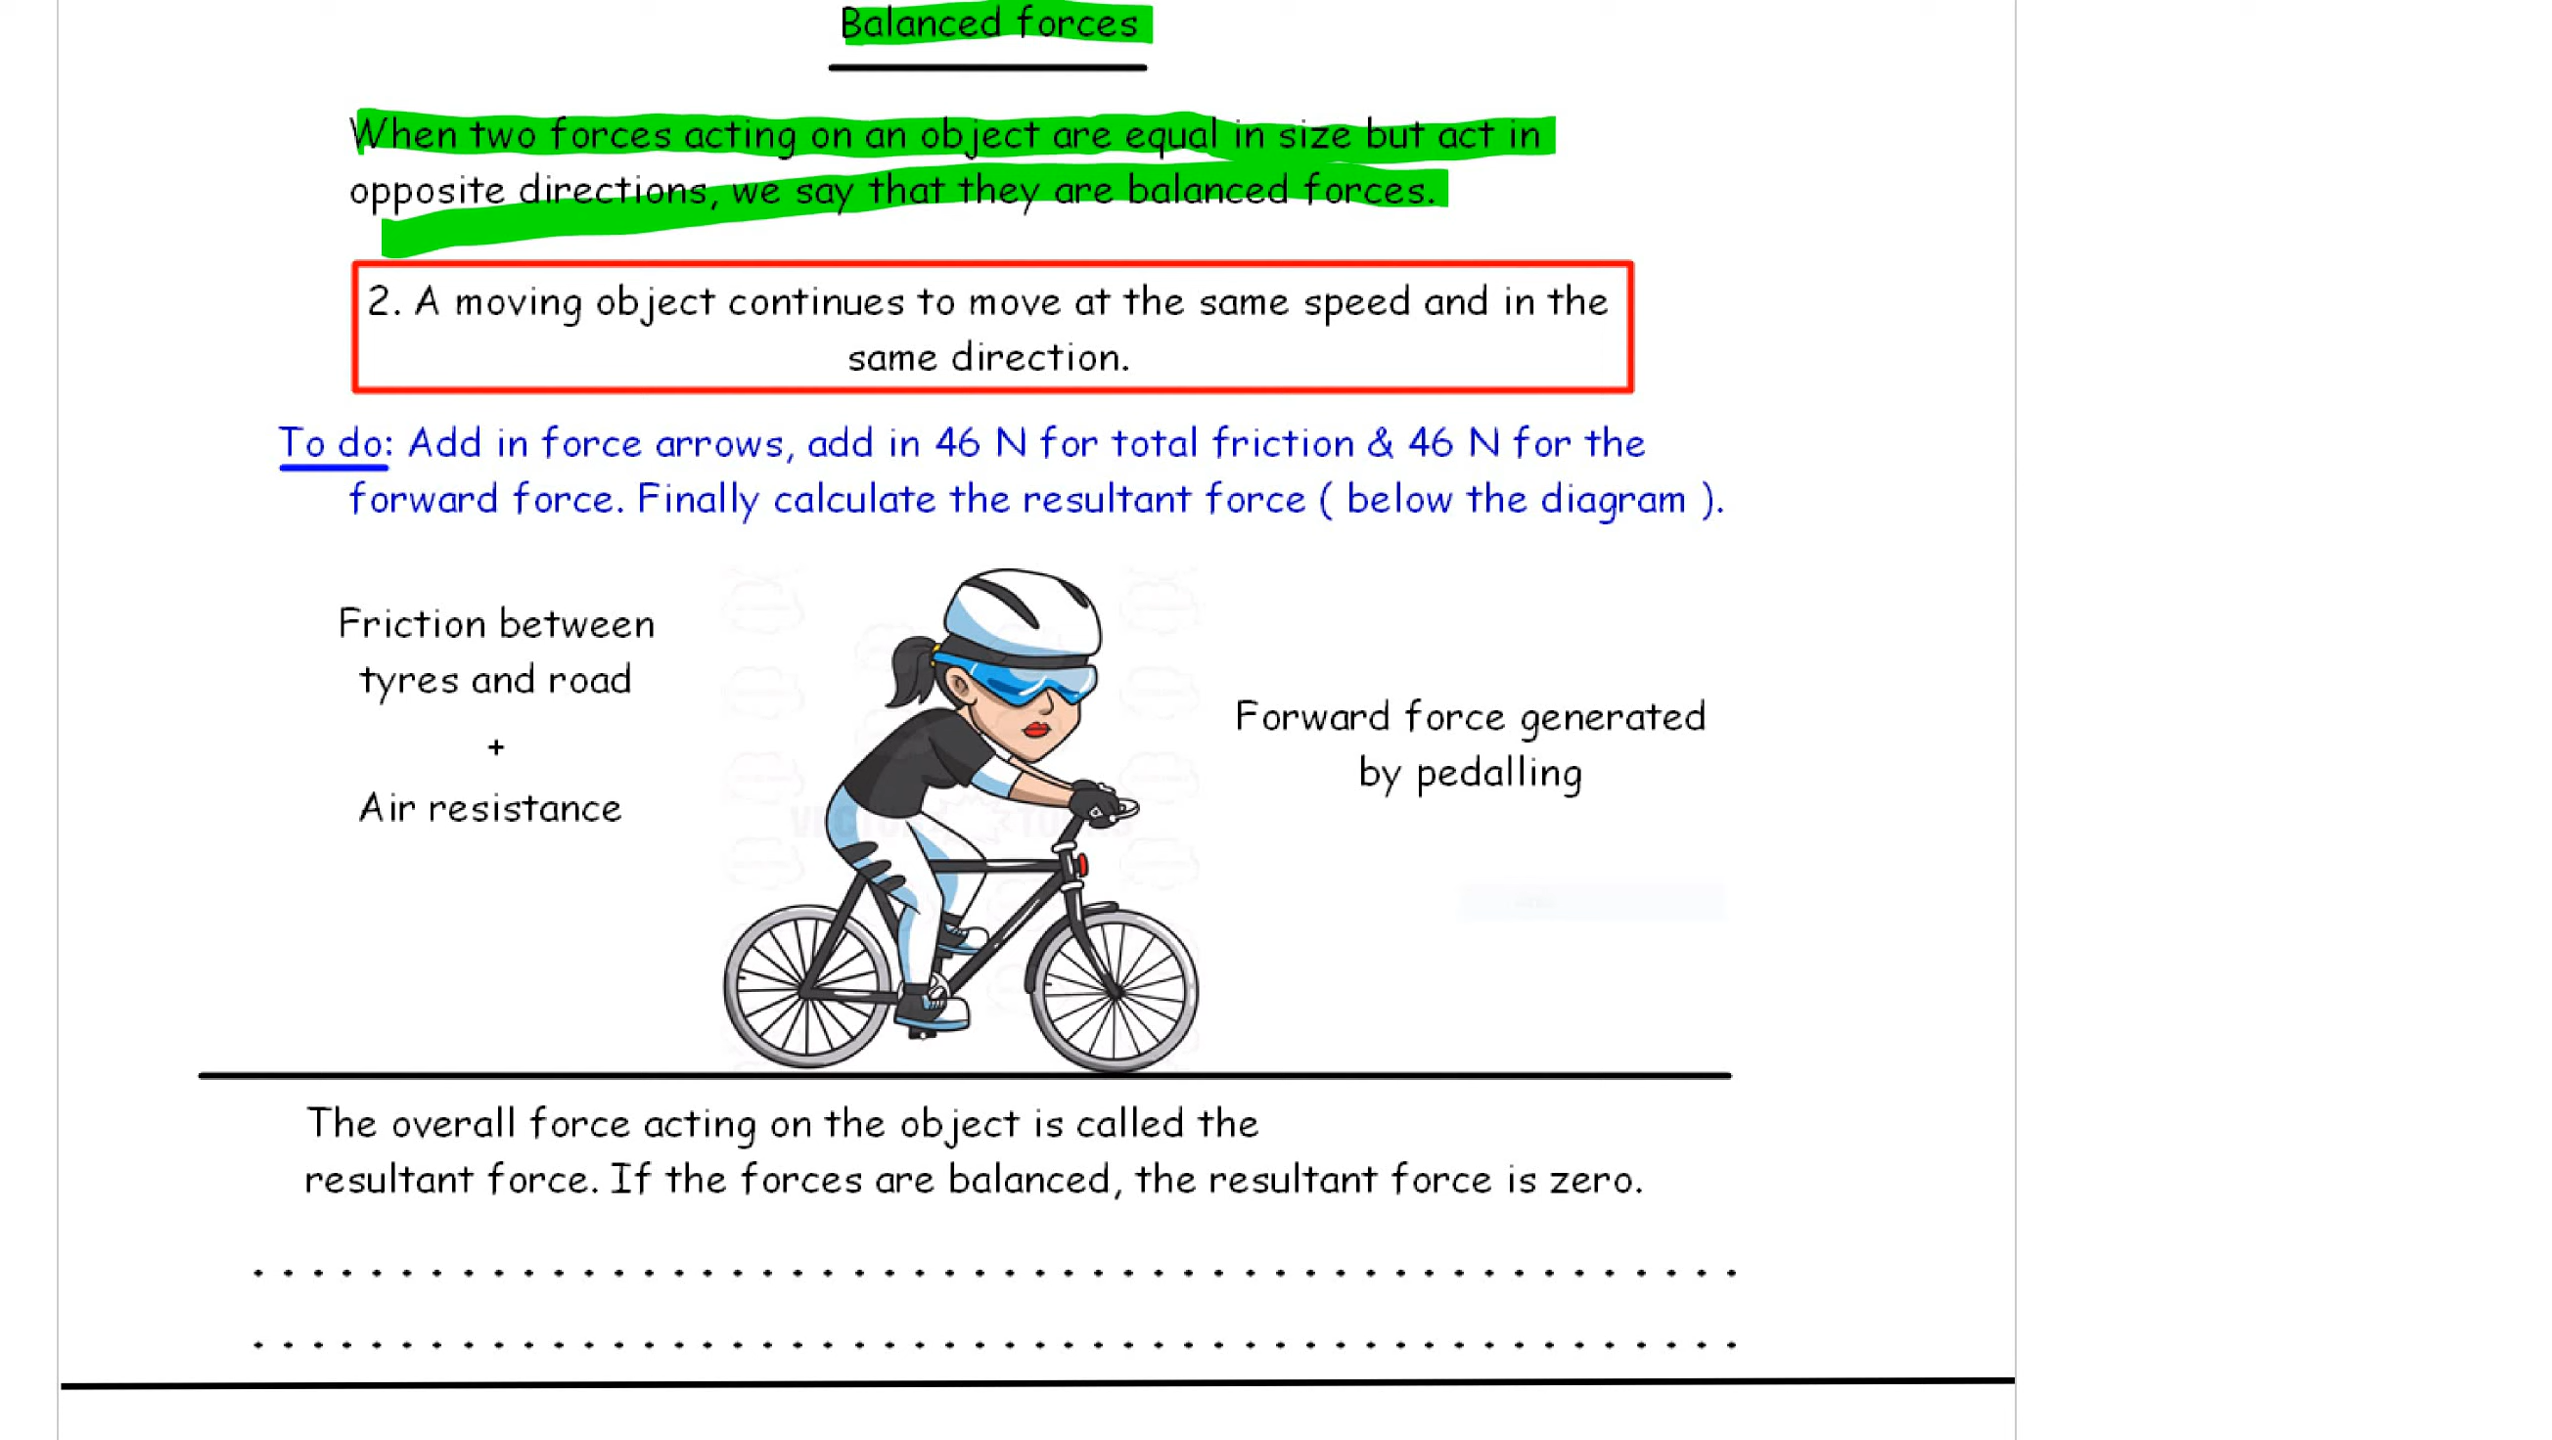 Balanced forces
When two forces acting on an object are equal in size but act in
opposite directions, we say that they are balanced forces.
2. A moving object continues to move at the same speed and in the
same direction.
To do: Add in force arrows, add in 46 N for total friction & 46 N for the
forward force. Finally calculate the resultant force ( below the diagram ).
Friction between
tyres and road
+
Air resistance
Forward force generated
by pedalling
The overall force acting on the object is called the
resultant force. If the forces are balanced, the resultant force is zero.